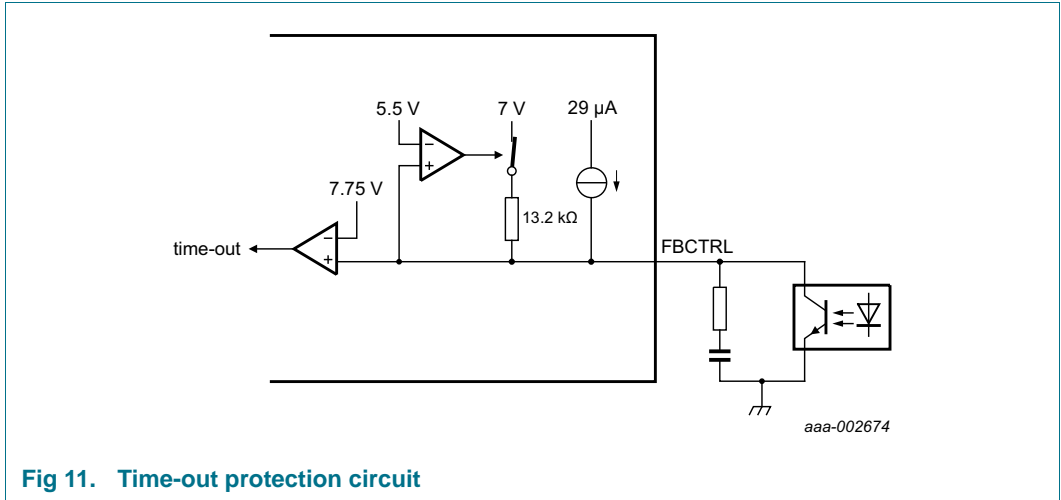 5.5 V
7 V
29 μA
−
+
7.75 V
13.2 kΩ
−
FBCTRL
time-out
+
aaa-002674
Fig 11. Time-out protection circuit